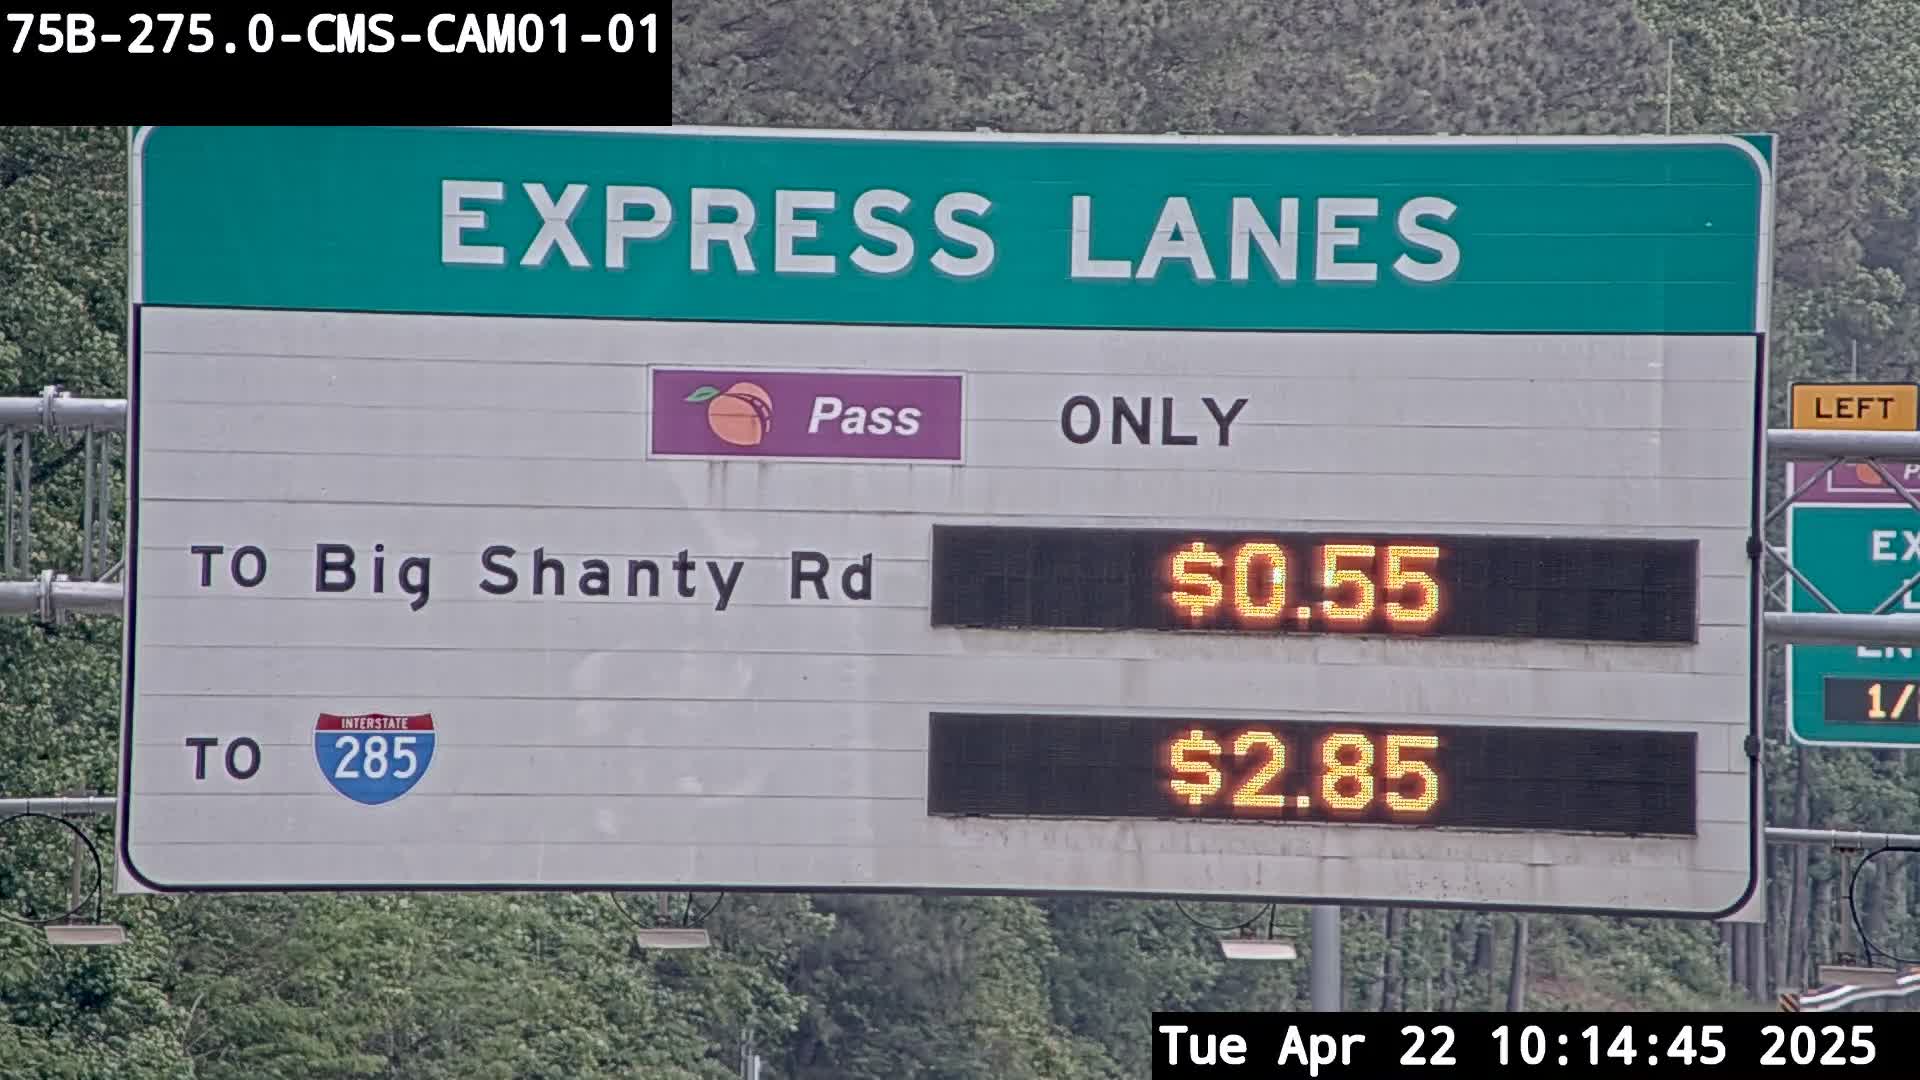 75B-275.0-CMS-CAM01-01
EXPRESS LANES
Pass ONLY
TO Big Shanty Rd $0.55
TO INTERSTATE 285 $2.85
LEFT
Tue Apr 22 10:14:45 2025